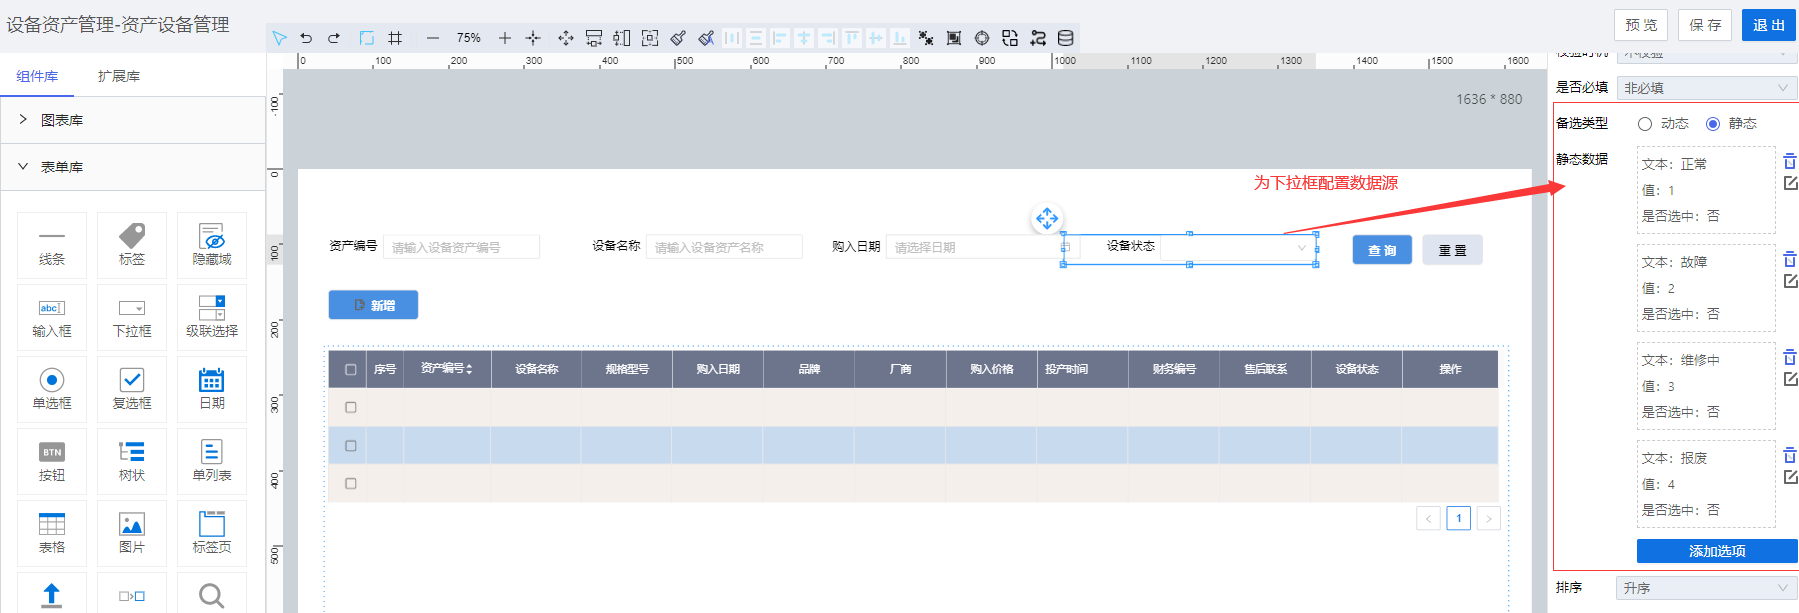 设备资产管理-资产设备管理
75%
预 览
保 存
退 出
组件库
扩展库
图表库
表单库
线条
标签
隐藏域
abc
输入框
下拉框
级联选择
单选框
复选框
日期
BTN
按钮
树状
单列表
表格
图片
标签页
0 100 200 300 400 500 600 700 800 900 1000 1100 1200 1300 1400 1500 1600
-100
0
100
200
300
400
500
1636 * 880
为下拉框配置数据源
资产编号 请输入设备资产编号
设备名称 请输入设备资产名称
购入日期 请选择日期
设备状态
查 询
重 置
新增
序号 资产编号 设备名称 规格型号 购入日期 品牌 厂商 购入价格 投产时间 财务编号 售后联系 设备状态 操作
1
是否必填 非必填
备选类型 动态 静态
静态数据
文本：正常
值：1
是否选中：否
文本：故障
值：2
是否选中：否
文本：维修中
值：3
是否选中：否
文本：报废
值：4
是否选中：否
添加选项
排序 升序